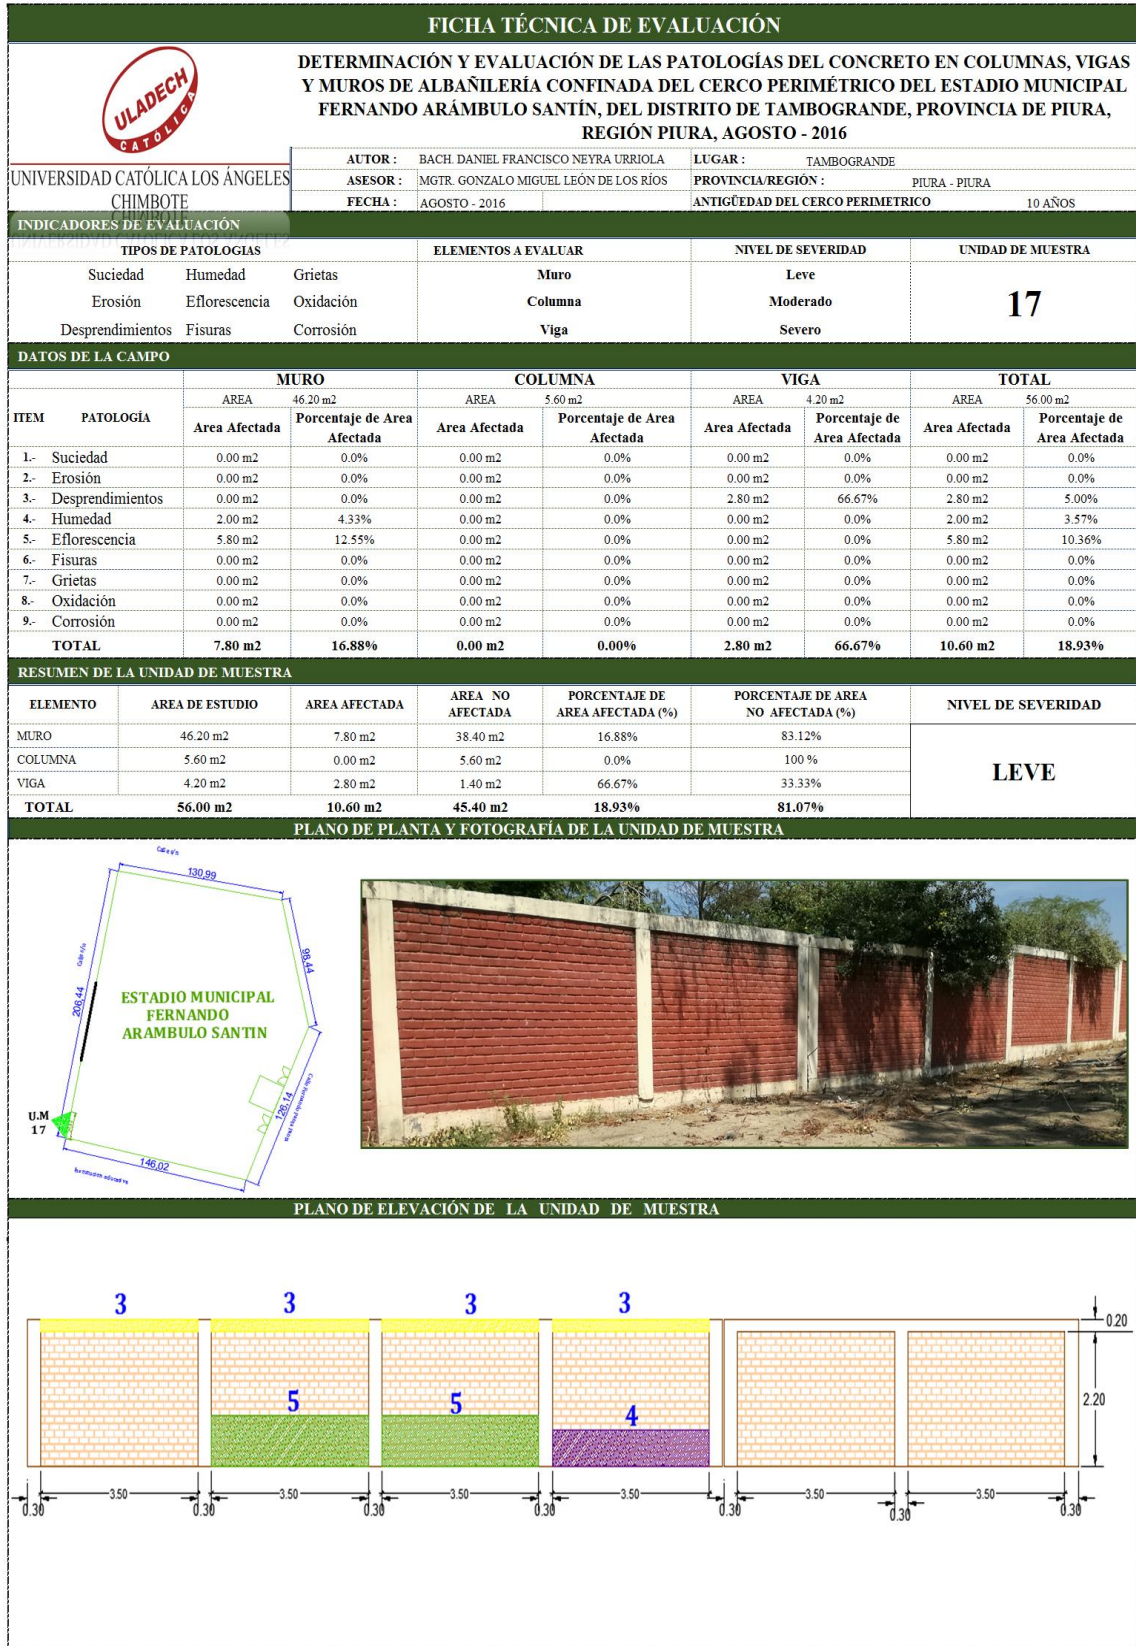 FICHA TÉCNICA DE EVALUACIÓN
ULADECH
CATÓLICA
UNIVERSIDAD CATÓLICA LOS ÁNGELES
CHIMBOTE
DETERMINACIÓN Y EVALUACIÓN DE LAS PATOLOGÍAS DEL CONCRETO EN COLUMNAS, VIGAS
Y MUROS DE ALBAÑILERÍA CONFINADA DEL CERCO PERIMÉTRICO DEL ESTADIO MUNICIPAL
FERNANDO ARÁMBULO SANTÍN, DEL DISTRITO DE TAMBOGRANDE, PROVINCIA DE PIURA,
REGIÓN PIURA, AGOSTO - 2016
AUTOR : BACH. DANIEL FRANCISCO NEYRA URRIOLA LUGAR : TAMBOGRANDE
ASESOR : MGTR. GONZALO MIGUEL LEÓN DE LOS RÍOS PROVINCIA/REGIÓN : PIURA - PIURA
FECHA : AGOSTO - 2016 ANTIGÜEDAD DEL CERCO PERIMETRICO 10 AÑOS
INDICADORES DE EVALUACIÓN
TIPOS DE PATOLOGIAS ELEMENTOS A EVALUAR NIVEL DE SEVERIDAD UNIDAD DE MUESTRA
Suciedad Humedad Grietas Muro Leve
Erosión Eflorescencia Oxidación Columna Moderado 17
Desprendimientos Fisuras Corrosión Viga Severo
DATOS DE LA CAMPO
MURO COLUMNA VIGA TOTAL
AREA 46.20 m2 AREA 5.60 m2 AREA 4.20 m2 AREA 56.00 m2
ITEM PATOLOGÍA Area Afectada Porcentaje de Area Afectada Area Afectada Porcentaje de Area Afectada Area Afectada Porcentaje de Area Afectada Area Afectada Porcentaje de Area Afectada
1.- Suciedad 0.00 m2 0.0% 0.00 m2 0.0% 0.00 m2 0.0% 0.00 m2 0.0%
2.- Erosión 0.00 m2 0.0% 0.00 m2 0.0% 0.00 m2 0.0% 0.00 m2 0.0%
3.- Desprendimientos 0.00 m2 0.0% 0.00 m2 0.0% 2.80 m2 66.67% 2.80 m2 5.00%
4.- Humedad 2.00 m2 4.33% 0.00 m2 0.0% 0.00 m2 0.0% 2.00 m2 3.57%
5.- Eflorescencia 5.80 m2 12.55% 0.00 m2 0.0% 0.00 m2 0.0% 5.80 m2 10.36%
6.- Fisuras 0.00 m2 0.0% 0.00 m2 0.0% 0.00 m2 0.0% 0.00 m2 0.0%
7.- Grietas 0.00 m2 0.0% 0.00 m2 0.0% 0.00 m2 0.0% 0.00 m2 0.0%
8.- Oxidación 0.00 m2 0.0% 0.00 m2 0.0% 0.00 m2 0.0% 0.00 m2 0.0%
9.- Corrosión 0.00 m2 0.0% 0.00 m2 0.0% 0.00 m2 0.0% 0.00 m2 0.0%
TOTAL 7.80 m2 16.88% 0.00 m2 0.00% 2.80 m2 66.67% 10.60 m2 18.93%
RESUMEN DE LA UNIDAD DE MUESTRA
ELEMENTO AREA DE ESTUDIO AREA AFECTADA AREA NO AFECTADA PORCENTAJE DE AREA AFECTADA (%) PORCENTAJE DE AREA NO AFECTADA (%) NIVEL DE SEVERIDAD
MURO 46.20 m2 7.80 m2 38.40 m2 16.88% 83.12%
COLUMNA 5.60 m2 0.00 m2 5.60 m2 0.0% 100 %
LEVE
VIGA 4.20 m2 2.80 m2 1.40 m2 66.67% 33.33%
TOTAL 56.00 m2 10.60 m2 45.40 m2 18.93% 81.07%
PLANO DE PLANTA Y FOTOGRAFÍA DE LA UNIDAD DE MUESTRA
Calle s/n
130,99
Calle s/n
98,44
206,44
ESTADIO MUNICIPAL
FERNANDO
ARAMBULO SANTIN
126,14
U.M
17
146,02
PLANO DE ELEVACIÓN DE LA UNIDAD DE MUESTRA
3 3 3 3
0.20
5 5 4
2.20
3.50 3.50 3.50 3.50 3.50 3.50
0.30 0.30 0.30 0.30 0.30 0.30 0.30